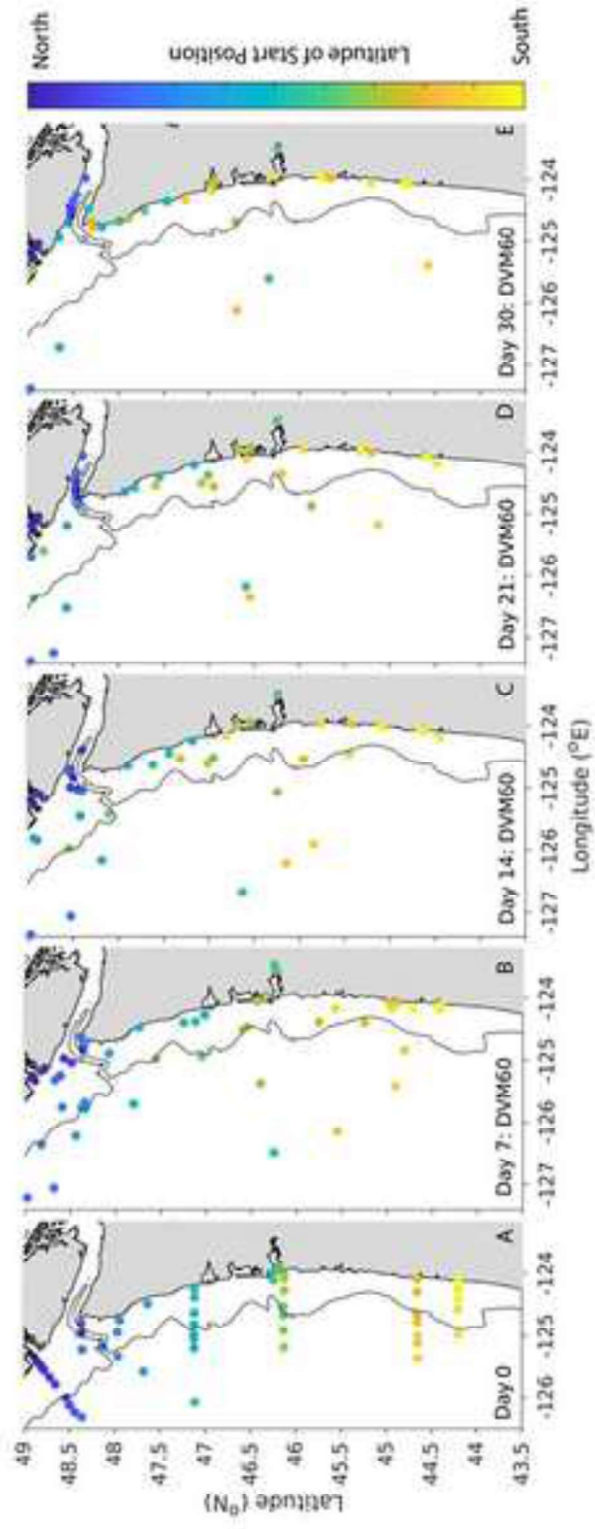 49
48.5
48
47.5
47
46.5
46
45.5
45
44.5
44
43.5
Latitude (°N)
Day 0
A
-126
-125
-124
Day 7: DVM60
B
-127
-126
-125
-124
Day 14: DVM60
C
-127
-126
-125
-124
Day 21: DVM60
D
-127
-126
-125
-124
Day 30: DVM60
E
-127
-126
-125
-124
Longitude (°E)
North
Latitude of Start Position
South